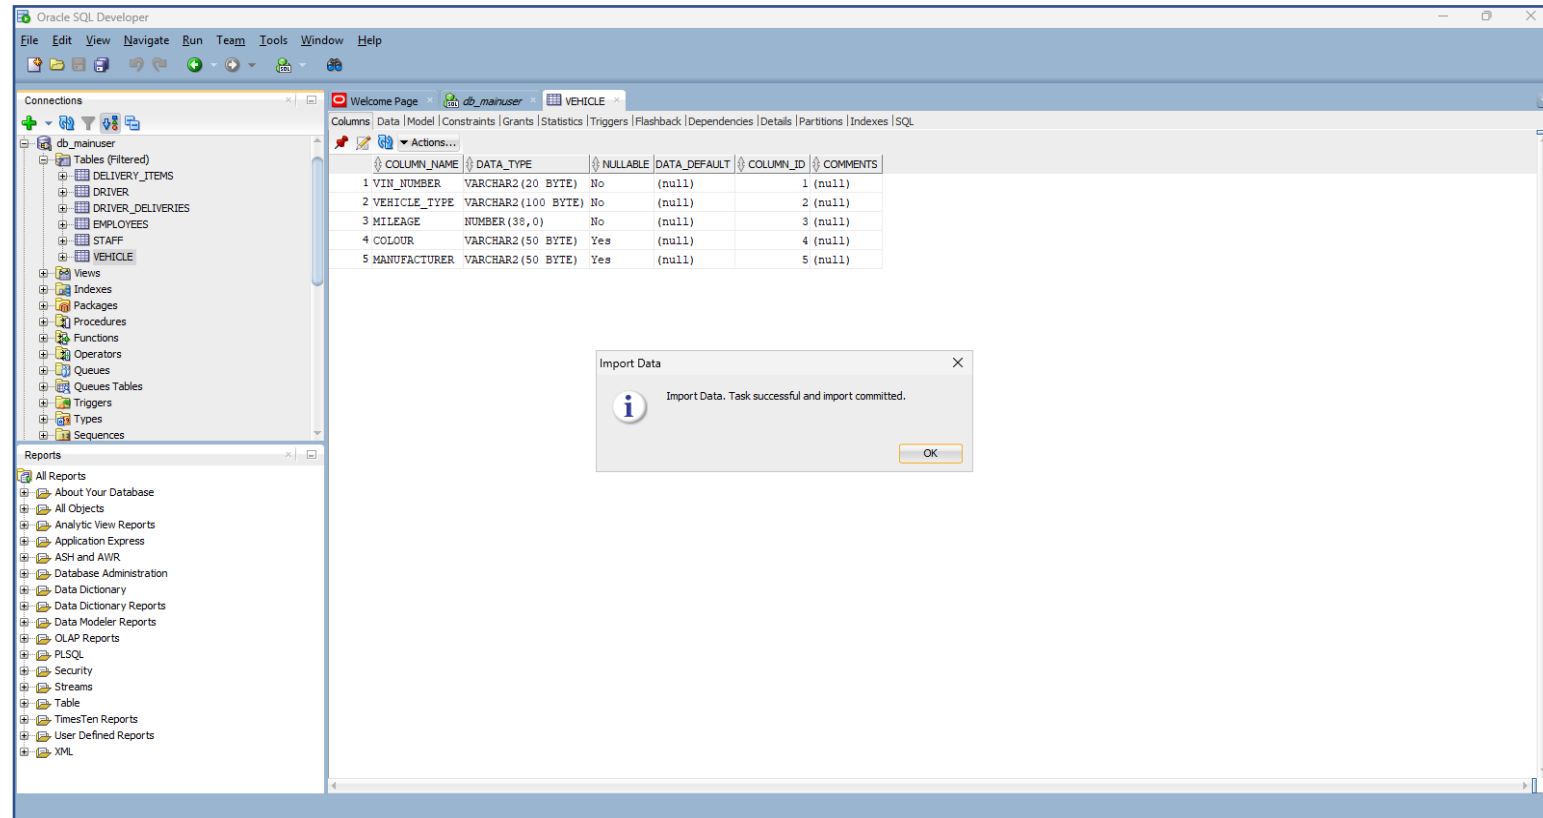 Oracle SQL Developer
File Edit View Navigate Run Team Tools Window Help
Connections
db_mainuser
Tables (Filtered)
DELIVERY_ITEMS
DRIVER
DRIVER_DELIVERIES
EMPLOYEES
STAFF
VEHICLE
Views
Indexes
Packages
Procedures
Functions
Operators
Queues
Queues Tables
Triggers
Types
Sequences
Reports
All Reports
About Your Database
All Objects
Analytic View Reports
Application Express
ASH and AWR
Database Administration
Data Dictionary
Data Dictionary Reports
Data Modeler Reports
OLAP Reports
PLSQL
Security
Streams
Table
TimesTen Reports
User Defined Reports
XML
Welcome Page db_mainuser VEHICLE
Columns Data |Model |Constraints |Grants |Statistics |Triggers |Flashback |Dependencies |Details |Partitions |Indexes |SQL
Actions...
COLUMN_NAME DATA_TYPE NULLABLE DATA_DEFAULT COLUMN_ID COMMENTS
1 VIN_NUMBER VARCHAR2(20 BYTE) No (null) 1 (null)
2 VEHICLE_TYPE VARCHAR2(100 BYTE) No (null) 2 (null)
3 MILEAGE NUMBER(38,0) No (null) 3 (null)
4 COLOUR VARCHAR2(50 BYTE) Yes (null) 4 (null)
5 MANUFACTURER VARCHAR2(50 BYTE) Yes (null) 5 (null)
Import Data
Import Data. Task successful and import committed.
OK